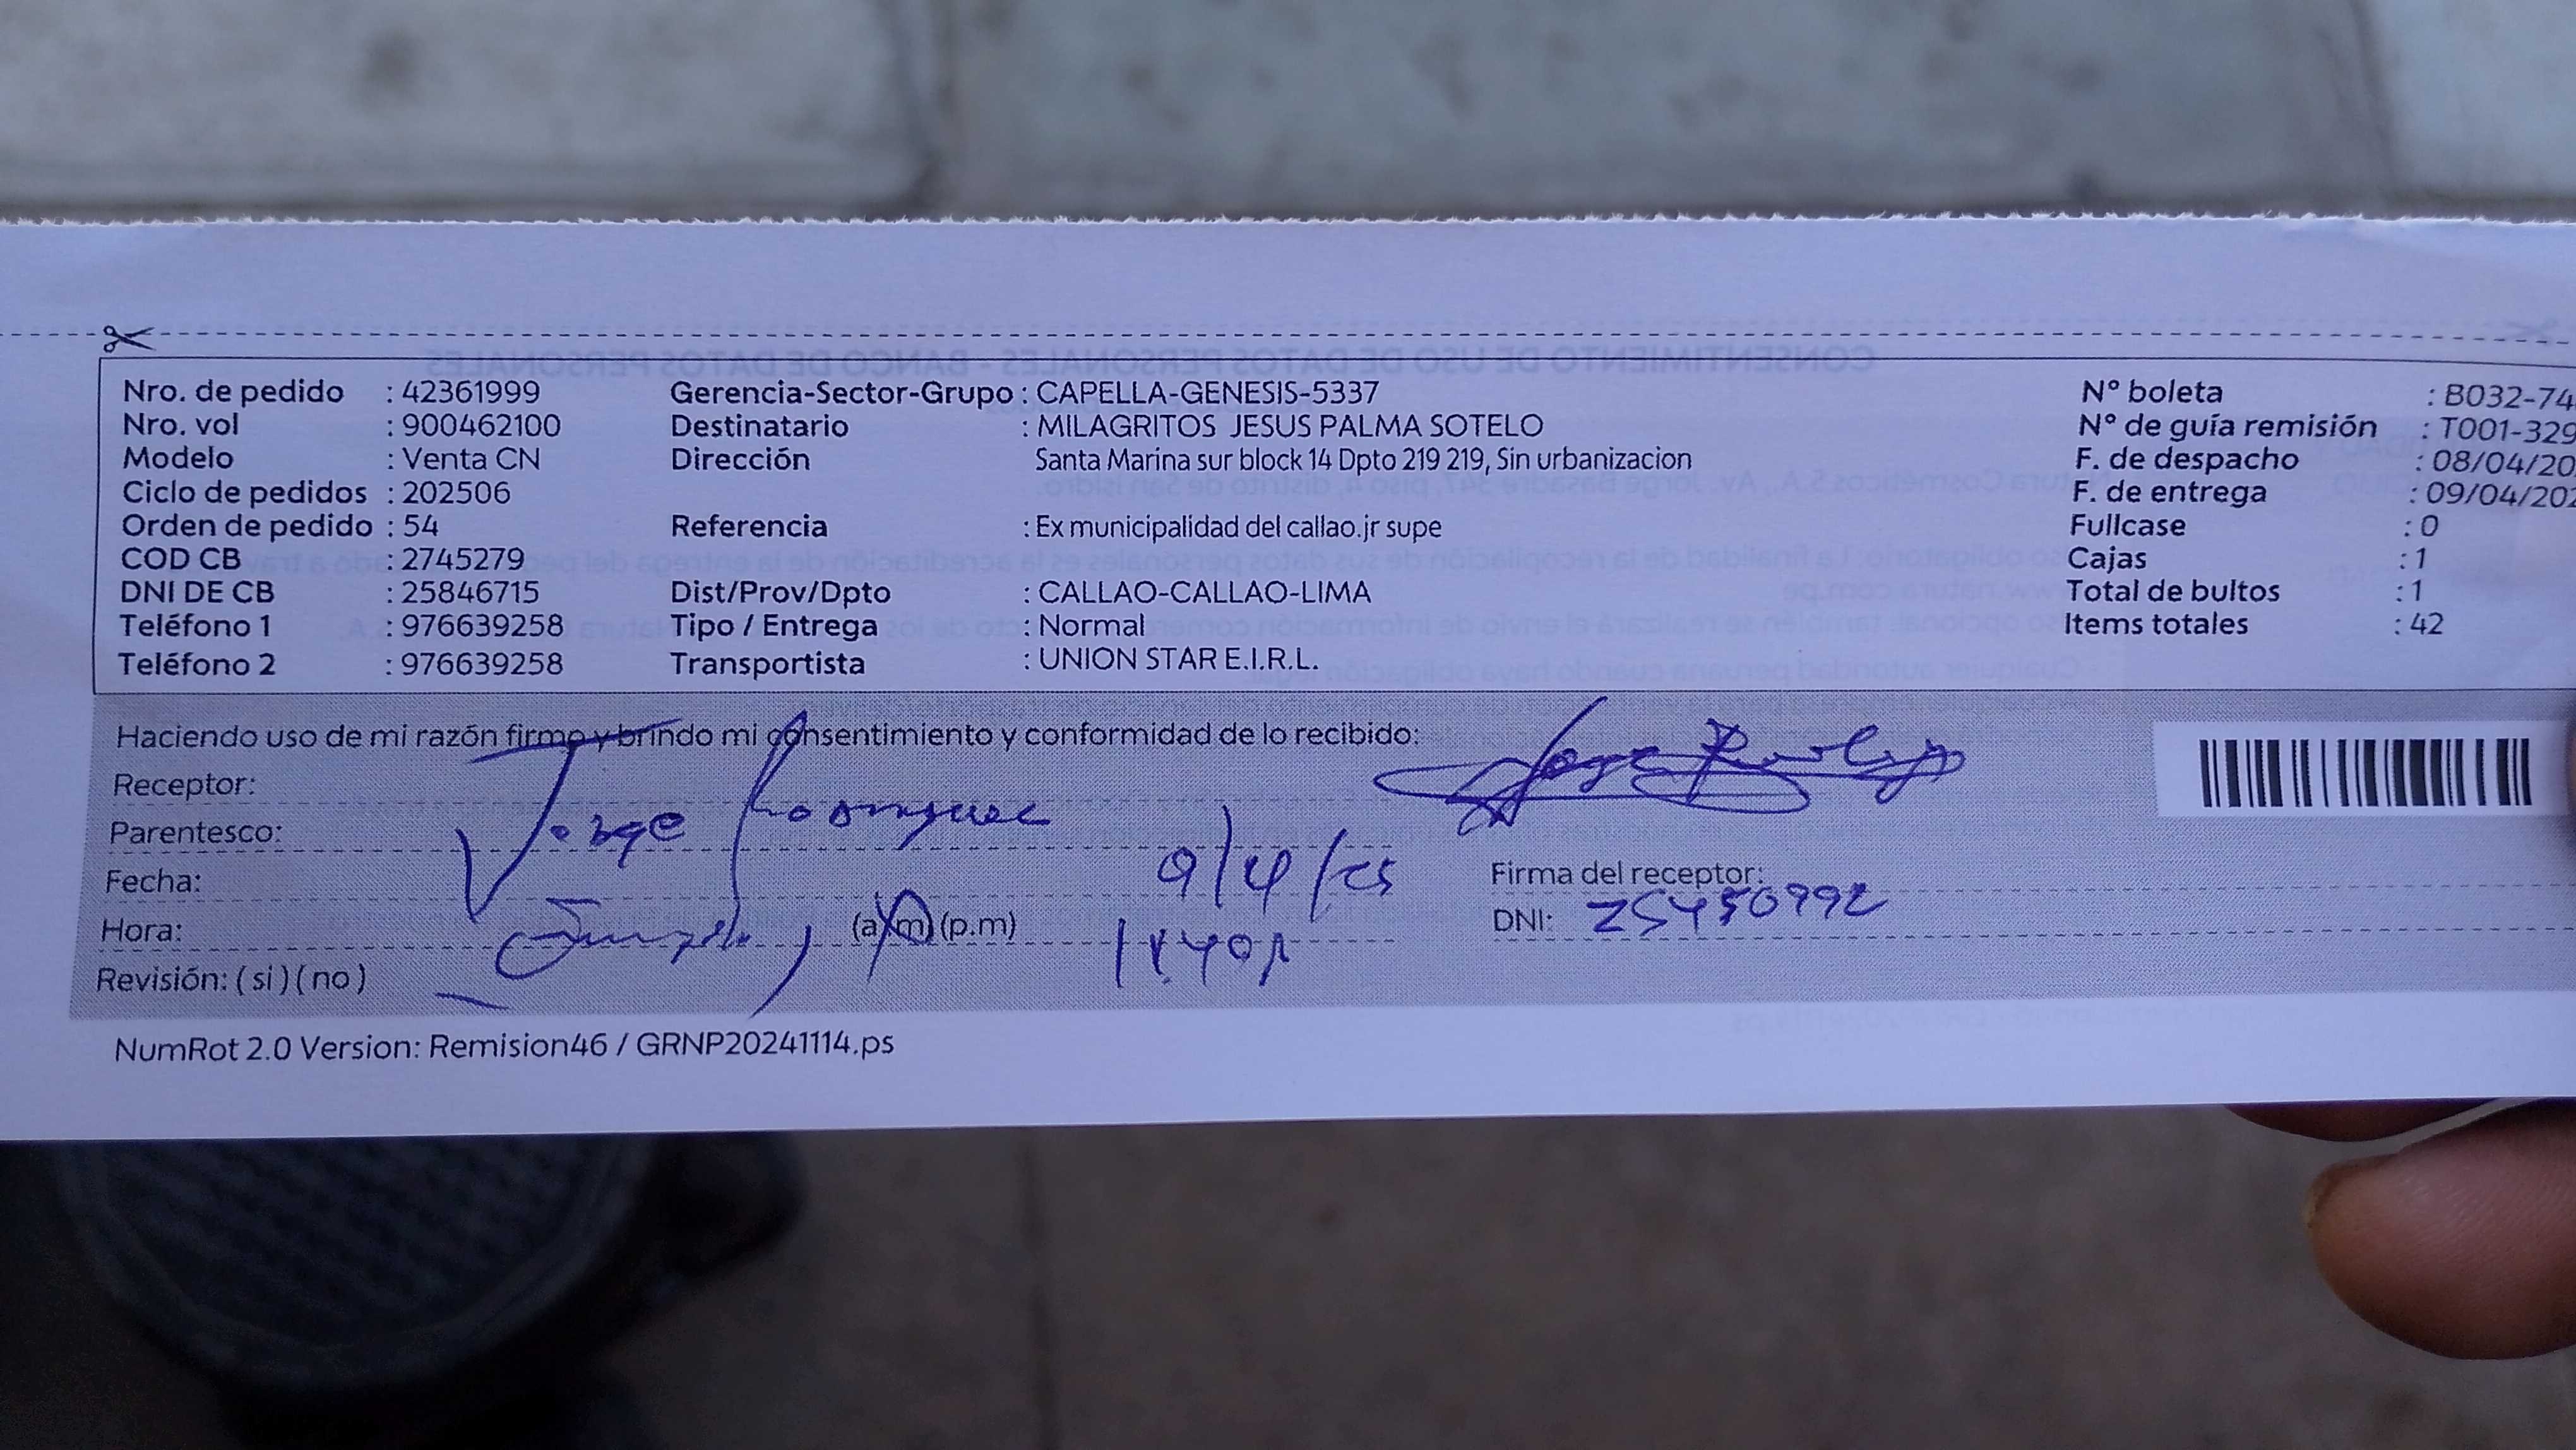 Nro. de pedido : 42361999 Gerencia-Sector-Grupo : CAPELLA-GENESIS-5337 N° boleta : B032-74
Nro. vol : 900462100 Destinatario : MILAGRITOS JESUS PALMA SOTELO N° de guía remisión : T001-329
Modelo : Venta CN Dirección Santa Marina sur block 14 Dpto 219 219, Sin urbanizacion F. de despacho : 08/04/20
Ciclo de pedidos : 202506 F. de entrega : 09/04/202
Orden de pedido : 54 Referencia : Ex municipalidad del callao.jr supe Fullcase : 0
COD CB : 2745279 Cajas : 1
DNI DE CB : 25846715 Dist/Prov/Dpto : CALLAO-CALLAO-LIMA Total de bultos : 1
Teléfono 1 : 976639258 Tipo / Entrega : Normal Items totales : 42
Teléfono 2 : 976639258 Transportista : UNION STAR E.I.R.L.
Haciendo uso de mi razón firmo y brindo mi consentimiento y conformidad de lo recibido:
Receptor:
Parentesco: Jorge Rodriguez
Fecha: 9/4/25 Firma del receptor:
Hora: (a.m) (p.m) DNI:
Revisión: ( si ) ( no )
NumRot 2.0 Version: Remision46 / GRNP20241114.ps